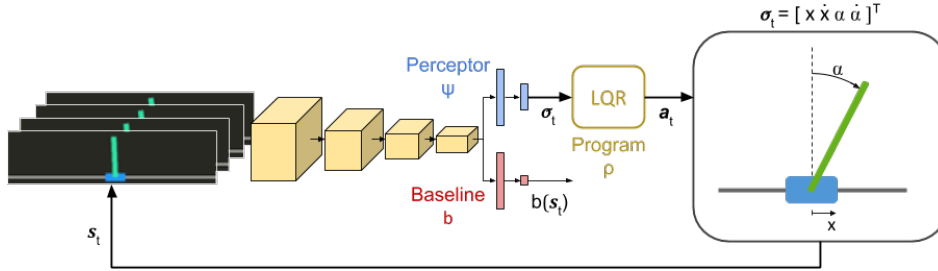 σt = [ x ẋ α α̇ ]ᵀ
Perceptor
Ψ
σt
LQR
at
Program
ρ
Baseline
b
b(st)
α
x
st